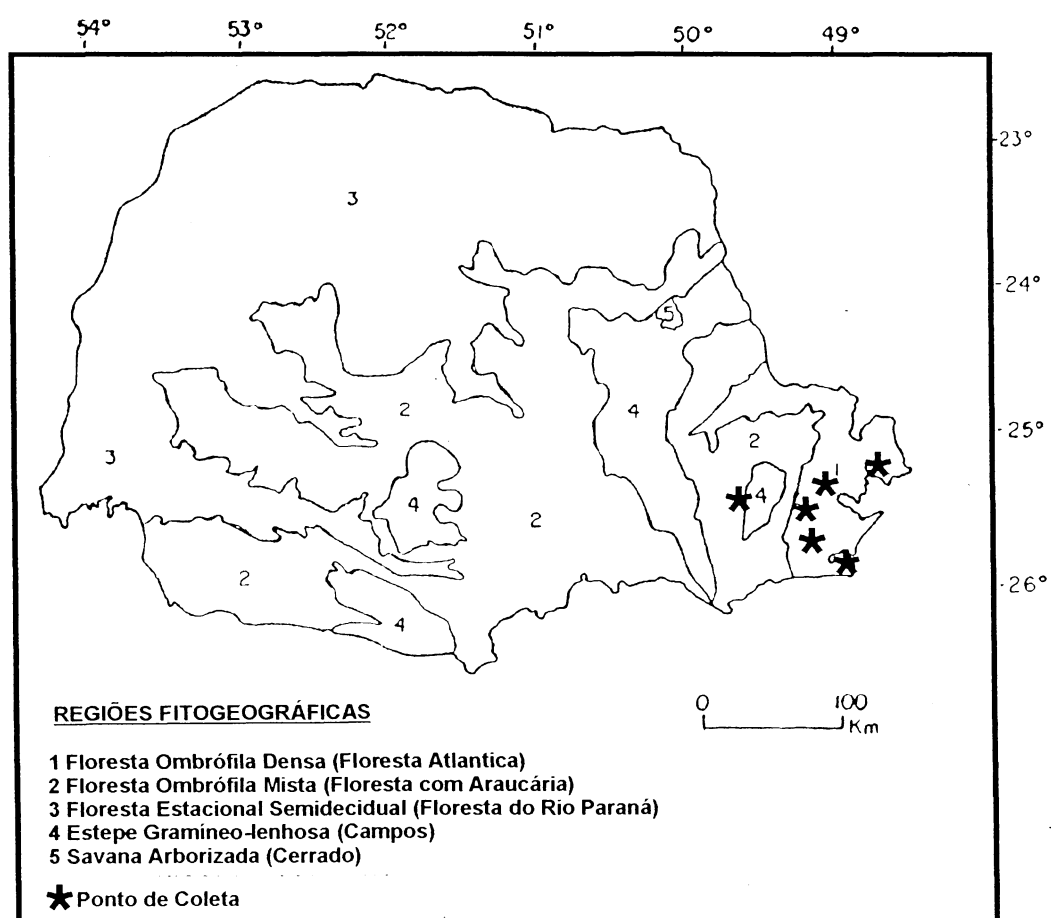 54° 53° 52° 51° 50° 49°
23°
3
24°
5
4
2
25°
2
3
1
4
4
2
2
26°
4
0 100
Km
REGIÕES FITOGEOGRÁFICAS
1 Floresta Ombrófila Densa (Floresta Atlantica)
2 Floresta Ombrófila Mista (Floresta com Araucária)
3 Floresta Estacional Semidecidual (Floresta do Rio Paraná)
4 Estepe Gramíneo-lenhosa (Campos)
5 Savana Arborizada (Cerrado)
Ponto de Coleta